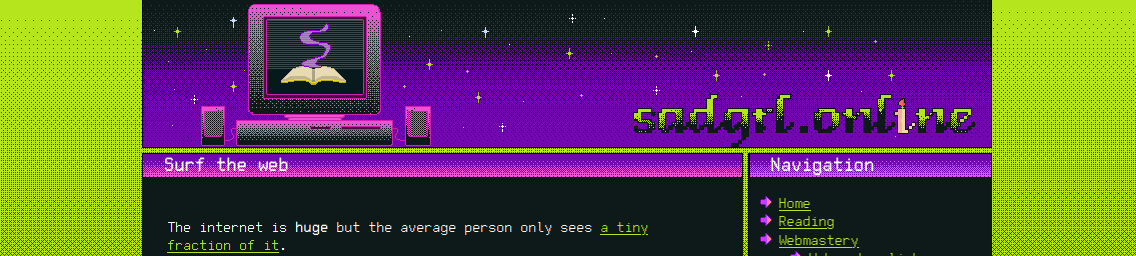 sadgrl.online
Surf the web
Navigation
The internet is huge but the average person only sees a tiny
fraction of it.
Home
Reading
Webmastery